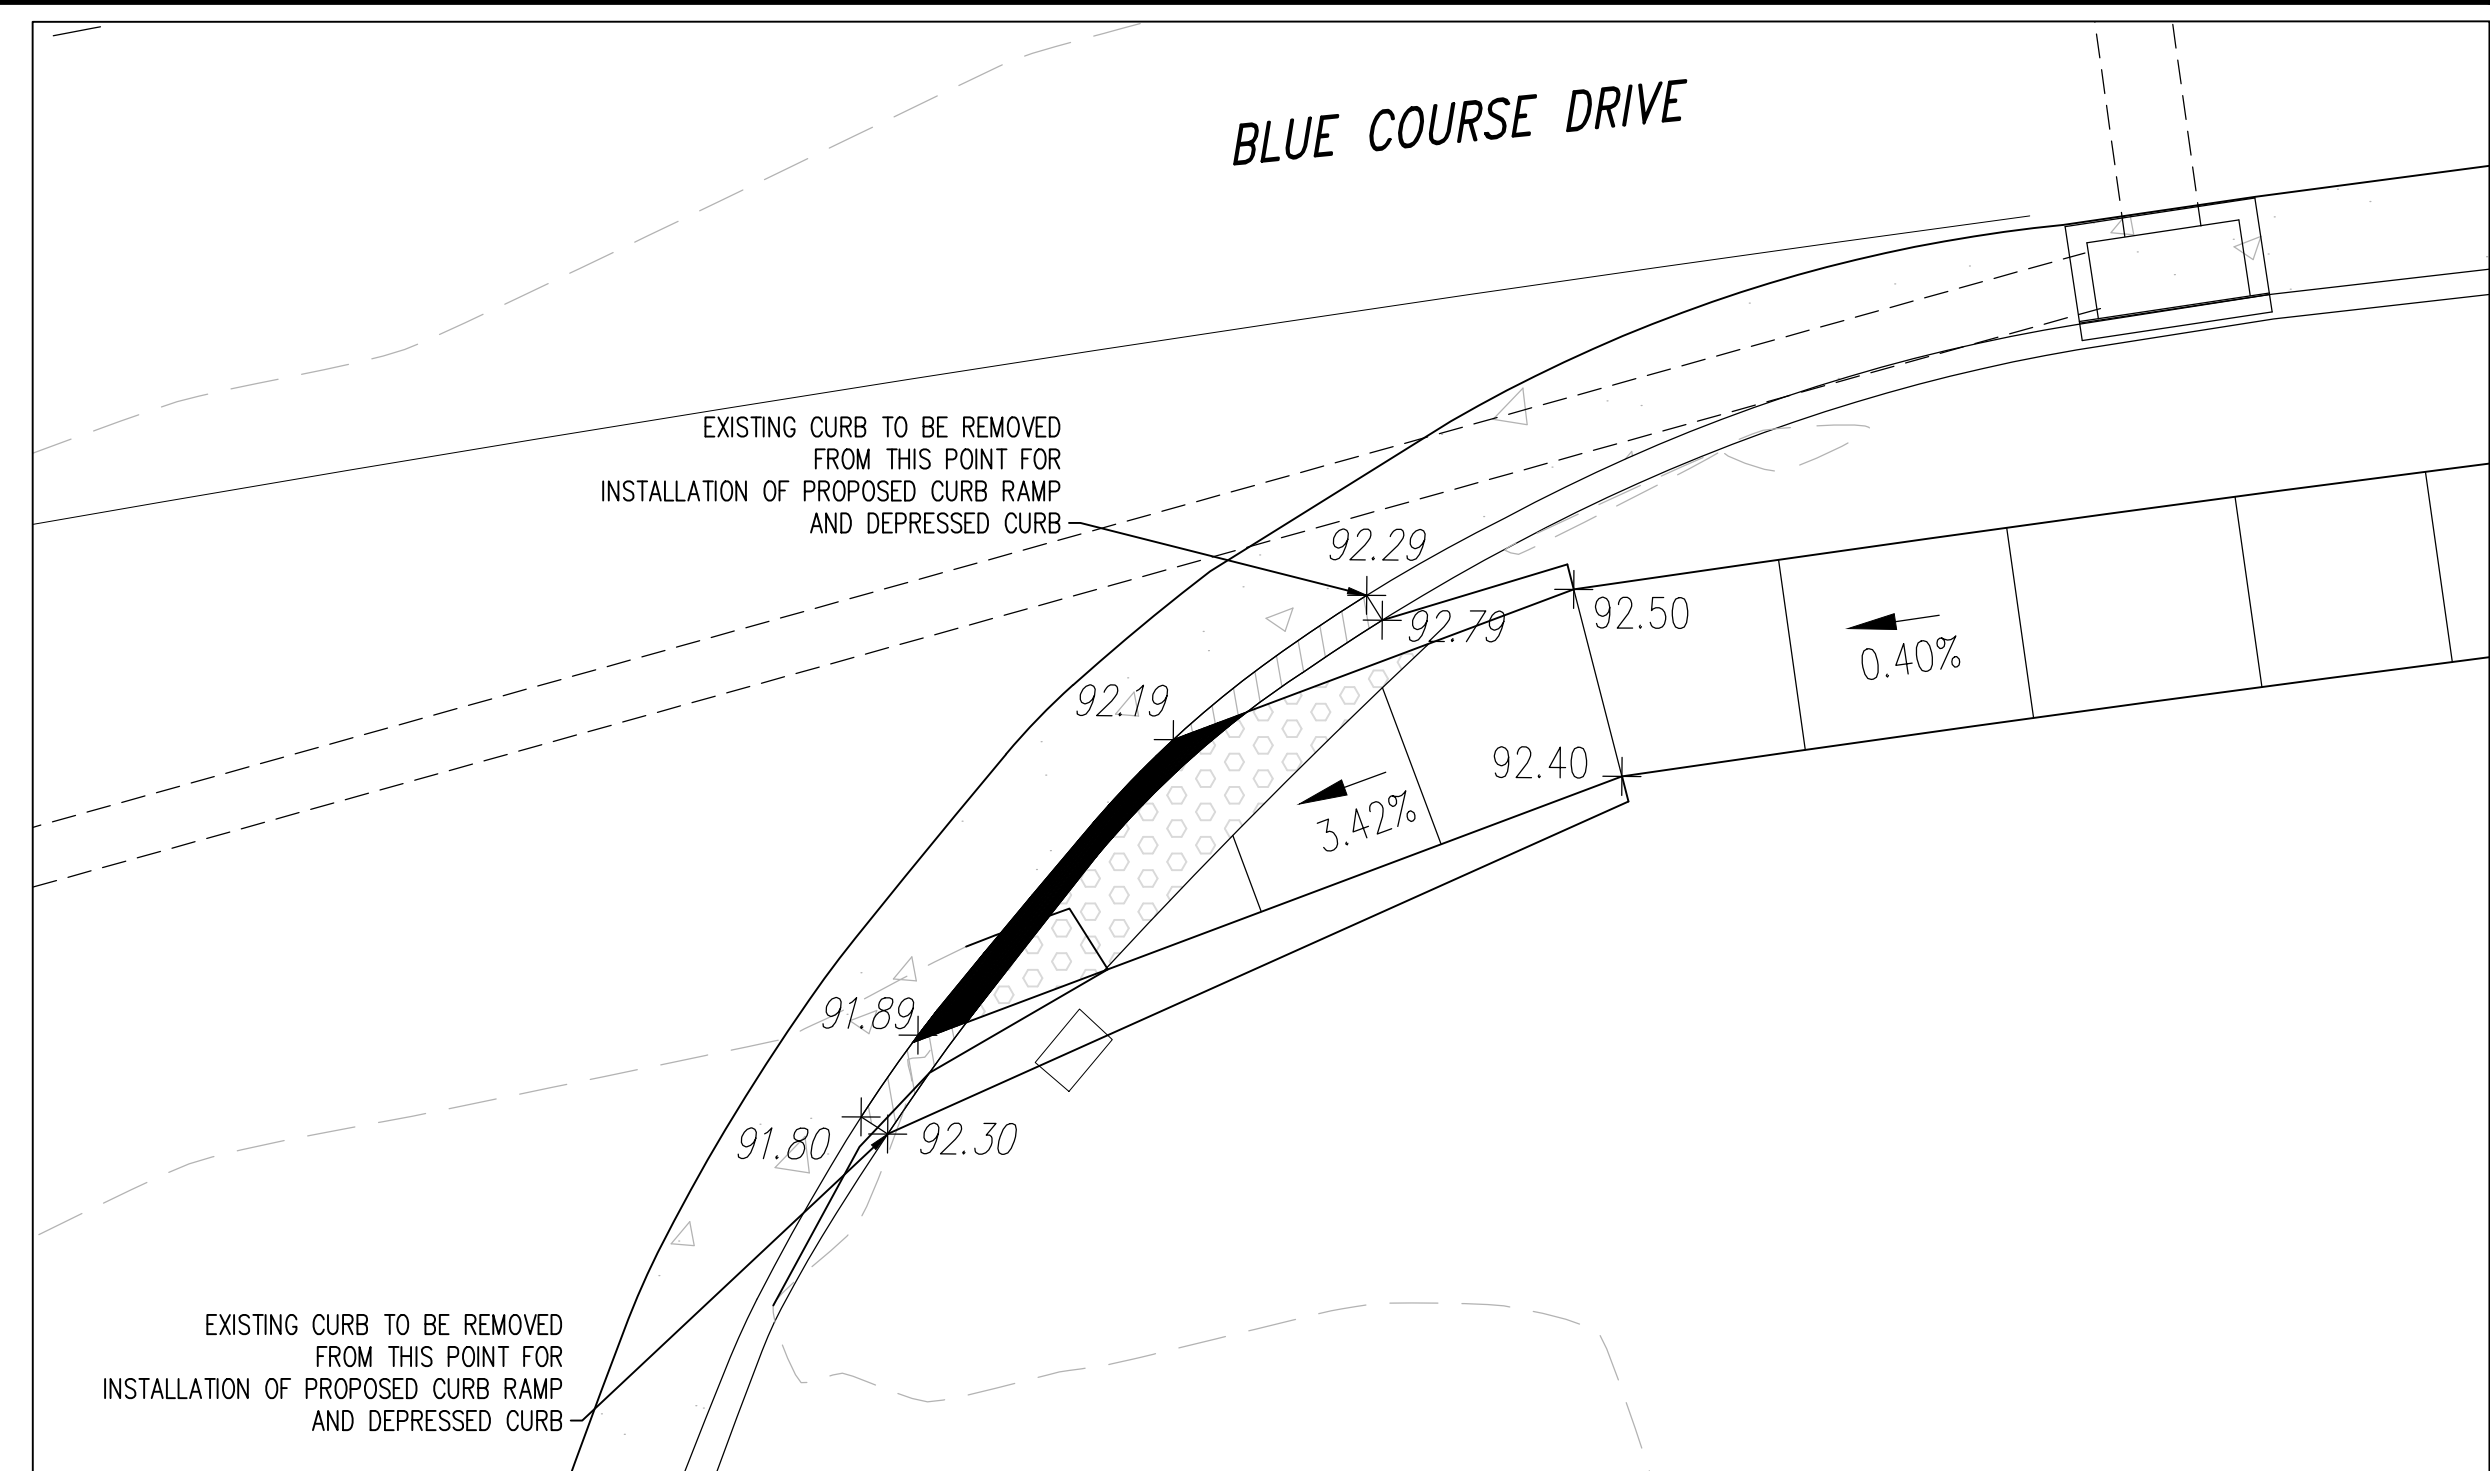 BLUE COURSE DRIVE
EXISTING CURB TO BE REMOVED
FROM THIS POINT FOR
INSTALLATION OF PROPOSED CURB RAMP
AND DEPRESSED CURB
92.29
92.79
92.50
0.40%
92.19
92.40
3.42%
91.89
91.80
92.30
EXISTING CURB TO BE REMOVED
FROM THIS POINT FOR
INSTALLATION OF PROPOSED CURB RAMP
AND DEPRESSED CURB